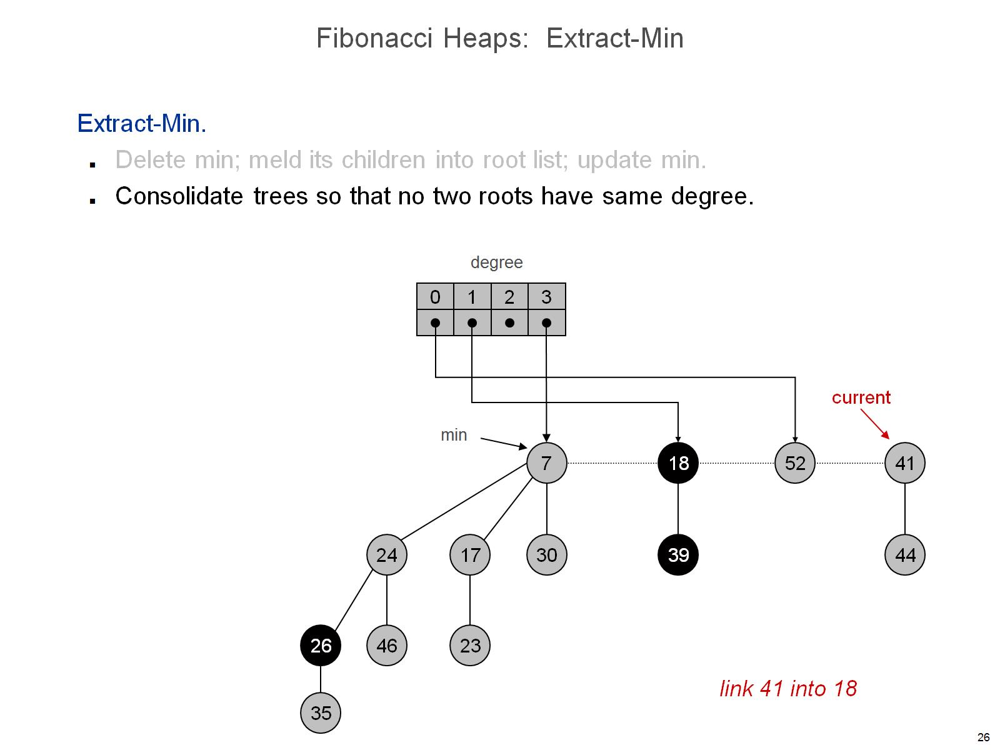 Fibonacci Heaps: Extract-Min
Extract-Min.
Delete min; meld its children into root list; update min.
Consolidate trees so that no two roots have same degree.
degree
0 1 2 3
current
min
7 18 52 41
24 17 30 39 44
26 46 23
link 41 into 18
35
26